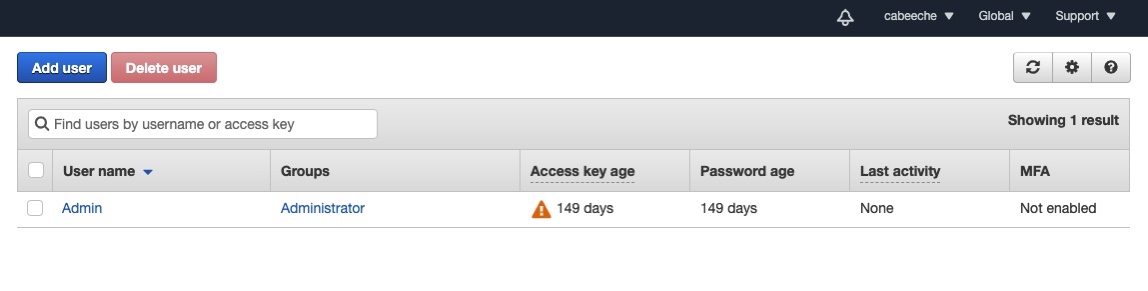 cabeeche Global Support
Add user Delete user
Find users by username or access key
Showing 1 result
User name Groups Access key age Password age Last activity MFA
Admin Administrator 149 days 149 days None Not enabled